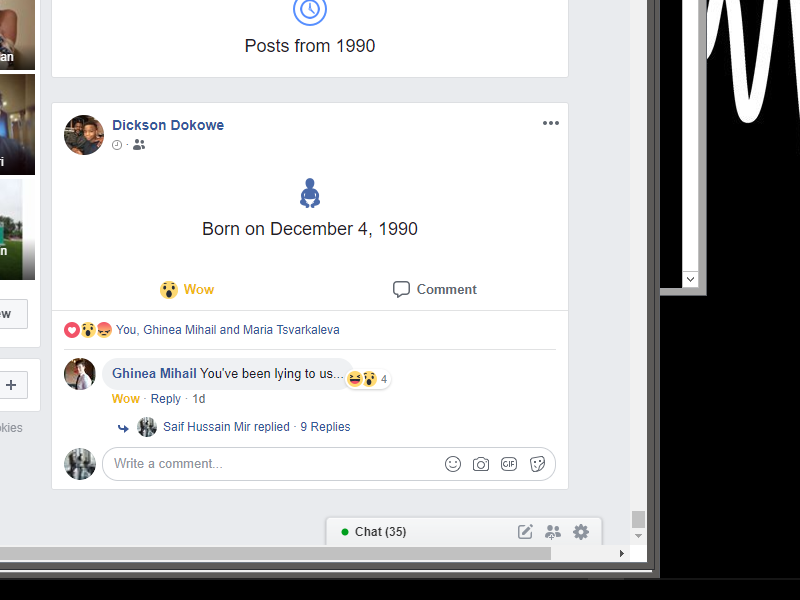 an
Posts from 1990
Dickson Dokowe
ri
Born on December 4, 1990
n
Wow
Comment
ew
You, Ghinea Mihail and Maria Tsvarkaleva
Ghinea Mihail You've been lying to us...
4
+
Wow · Reply · 1d
okies
Saif Hussain Mir replied · 9 Replies
Write a comment...
GIF
Chat (35)